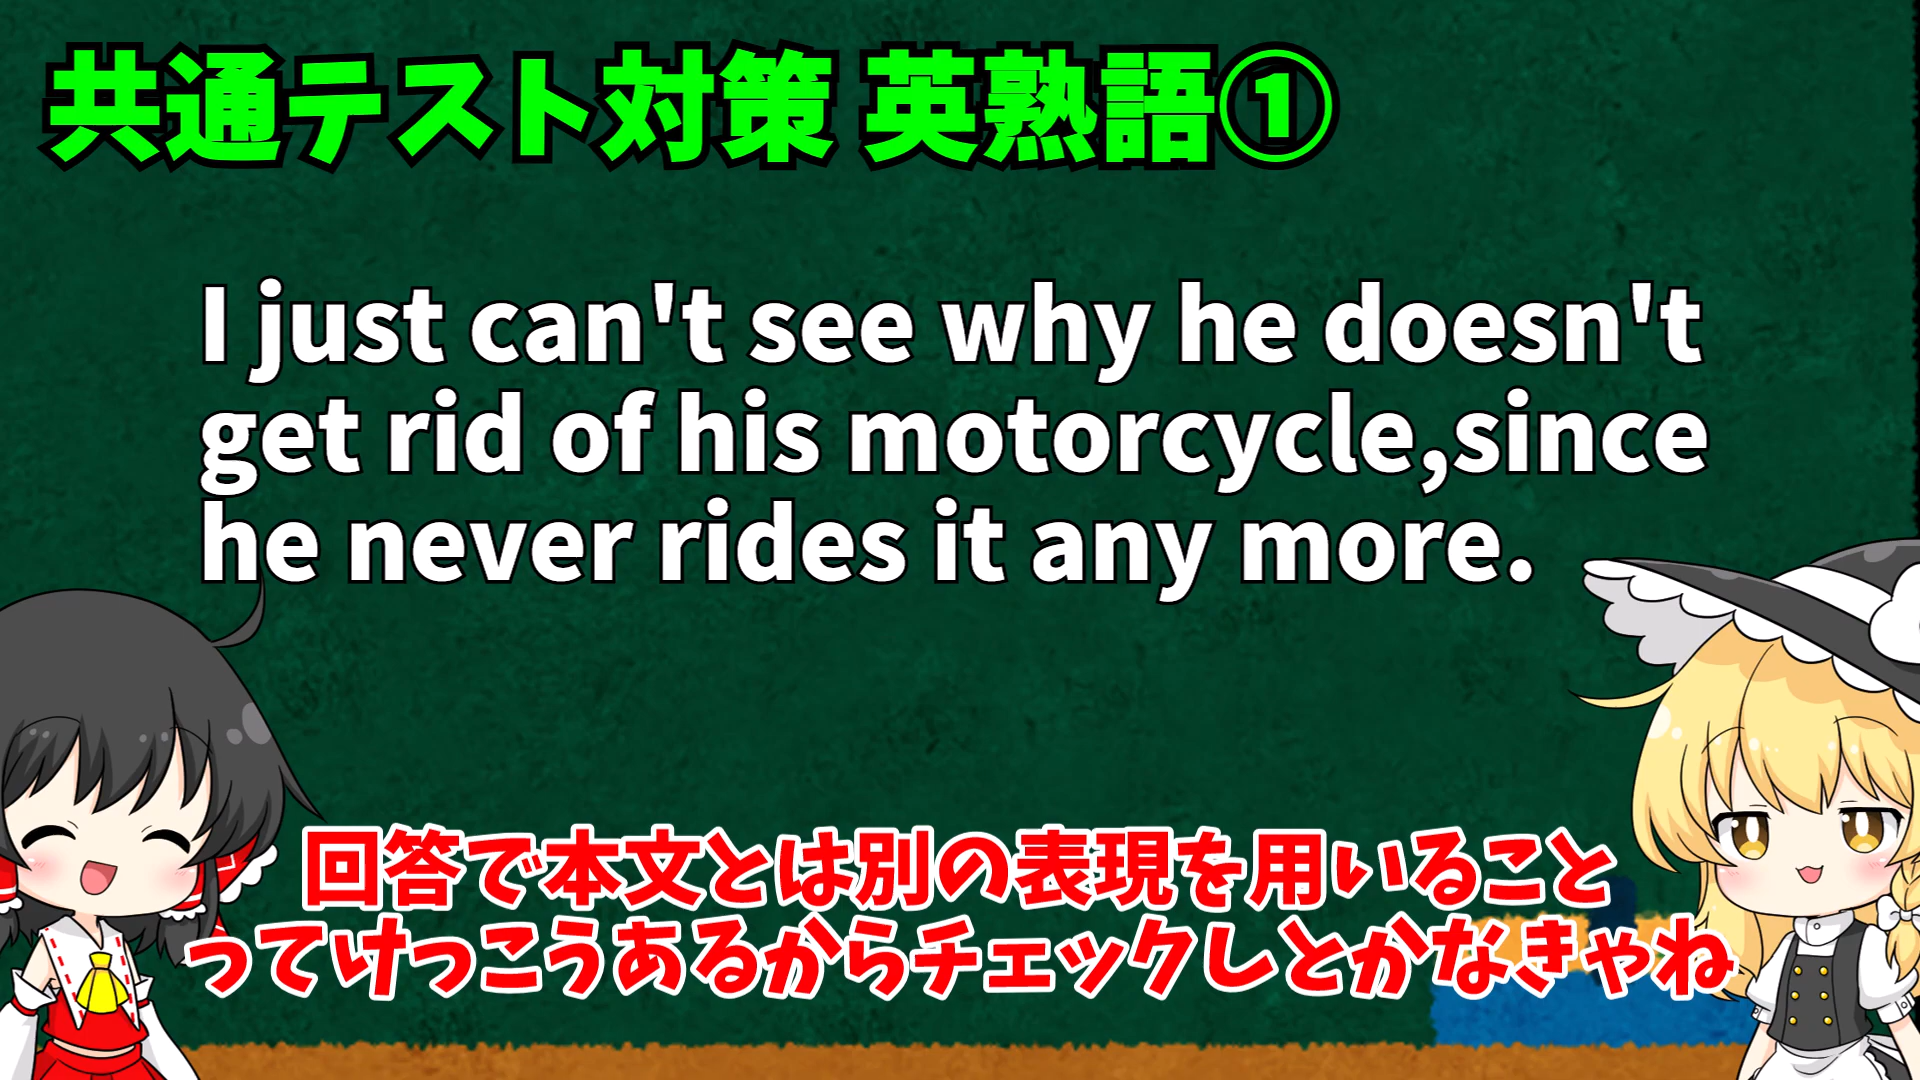 共通テスト対策 英熟語①
I just can't see why he doesn't
get rid of his motorcycle,since
he never rides it any more.
回答で本文とは別の表現を用いること
ってけっこうあるからチェックしとかなきゃね